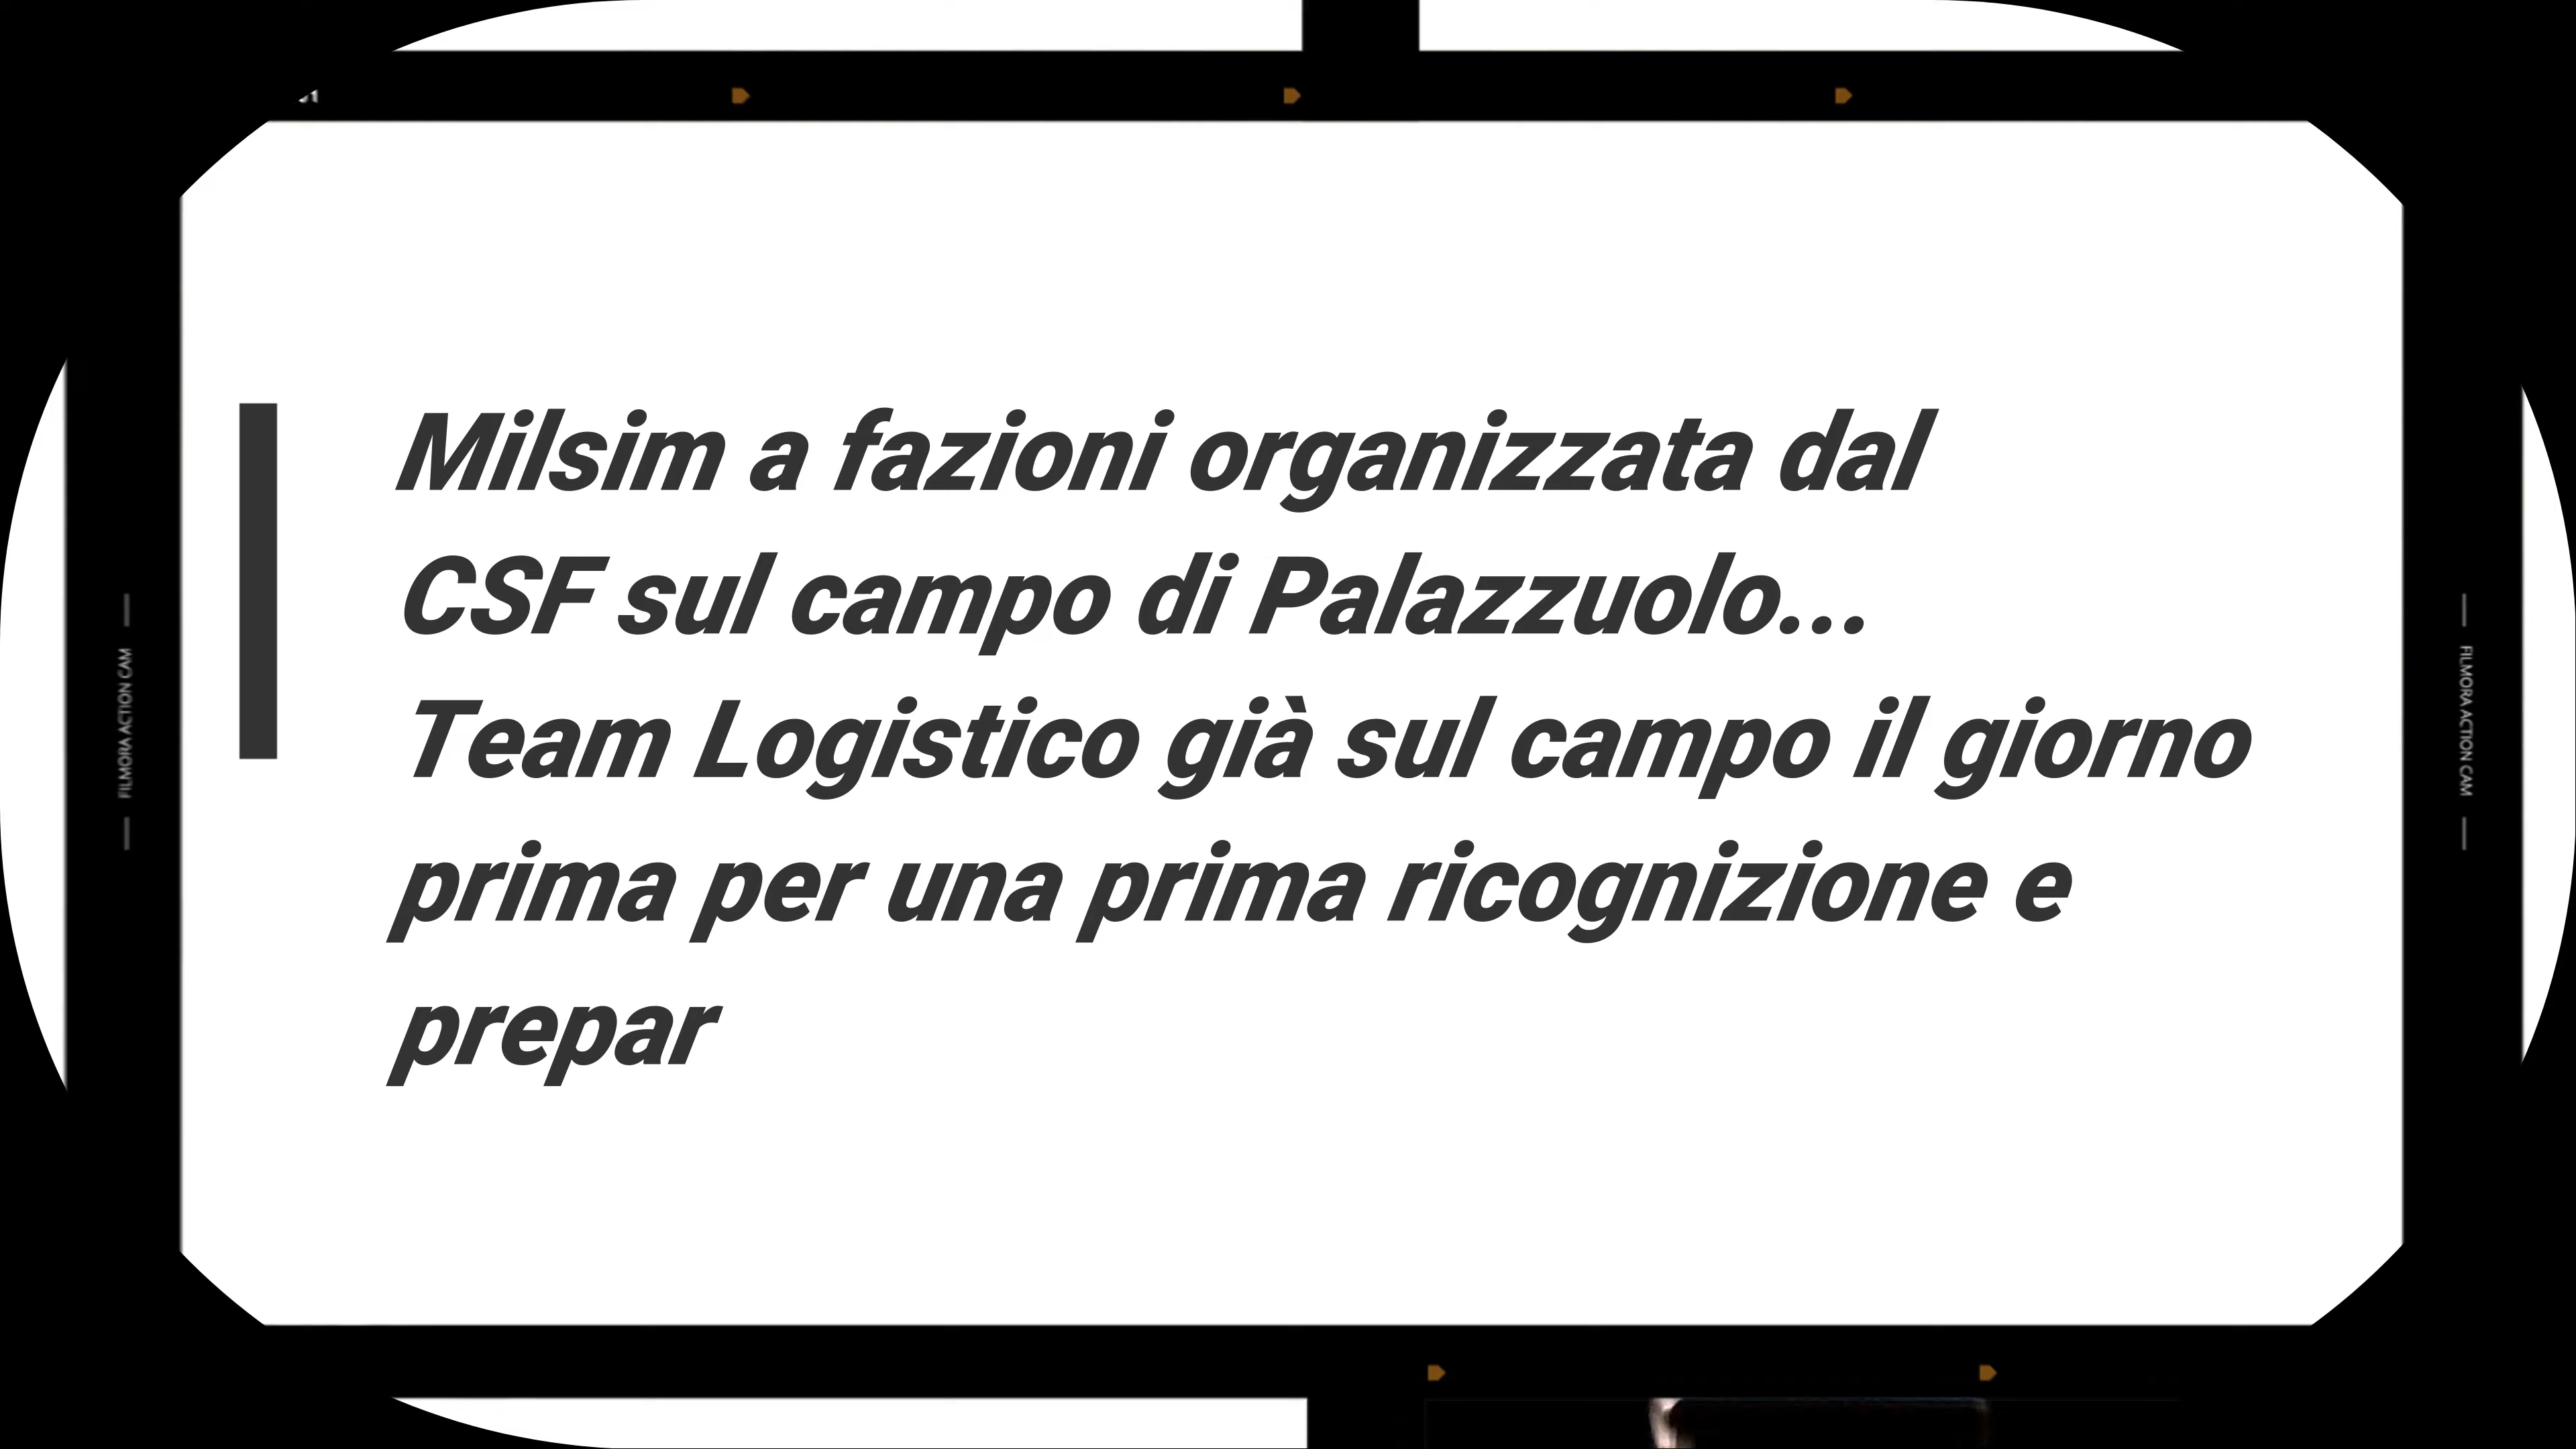 Milsim a fazioni organizzata dal
CSF sul campo di Palazzuolo...
Team Logistico già sul campo il giorno
prima per una prima ricognizione e
prepar
FILMORA ACTION CAM
FILMORA ACTION CAM